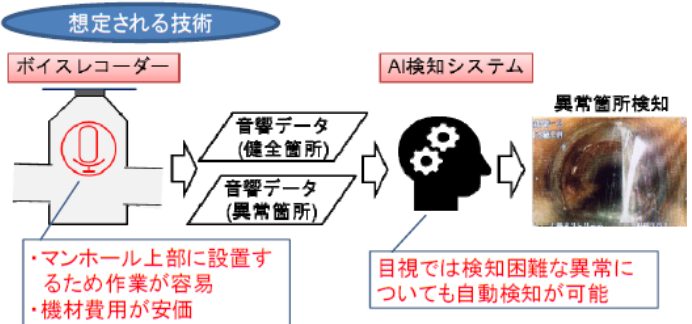 想定される技術
ボイスレコーダー
AI検知システム
異常箇所検知
音響データ
(健全箇所)
音響データ
(異常箇所)
・マンホール上部に設置す
るため作業が容易
・機材費用が安価
目視では検知困難な異常に
ついても自動検知が可能